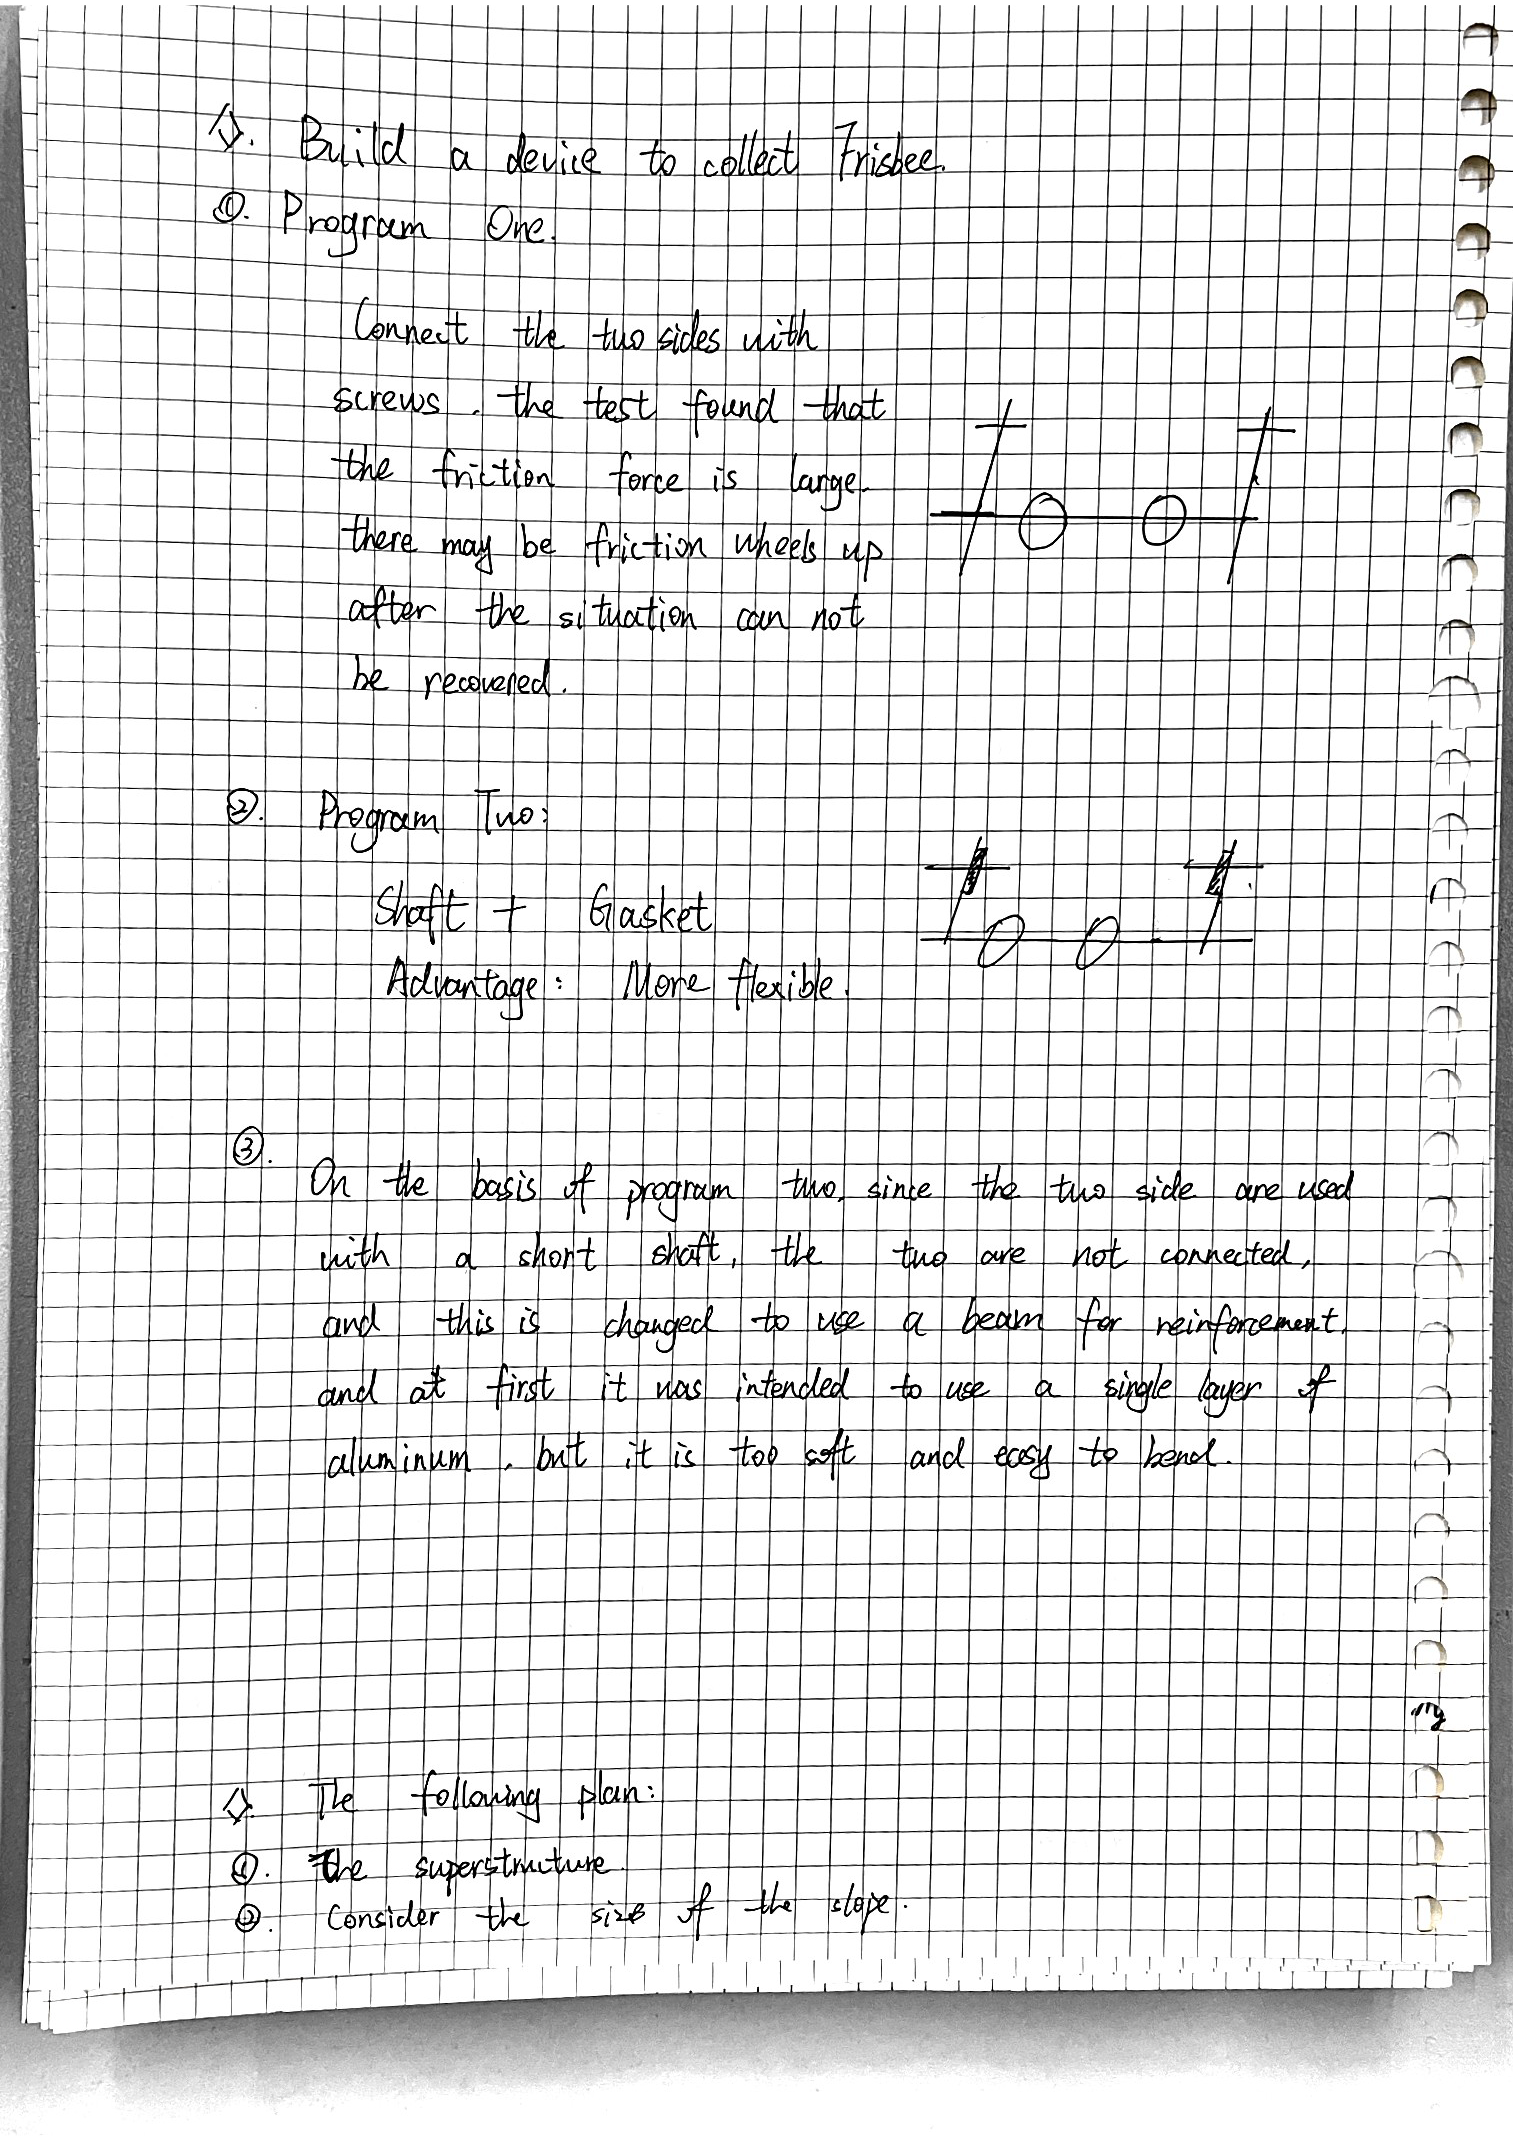 ◇. Build a device to collect Frisbee.
①. Program One.
Connect the two sides with
screws. the test found that
the friction force is large.
there may be friction wheels up
after the situation can not
be recovered.
②. Program Two:
Shaft + Gasket
Advantage: More flexible.
③.
On the basis of program two, since the two side are used
with a short shaft, the two are not connected,
and this is changed to use a beam for reinforcement.
and at first it was intended to use a single layer of
aluminum. but it is too soft and easy to bend.
◇. The following plan:
①. the superstructure.
②. Consider the size of the slope.